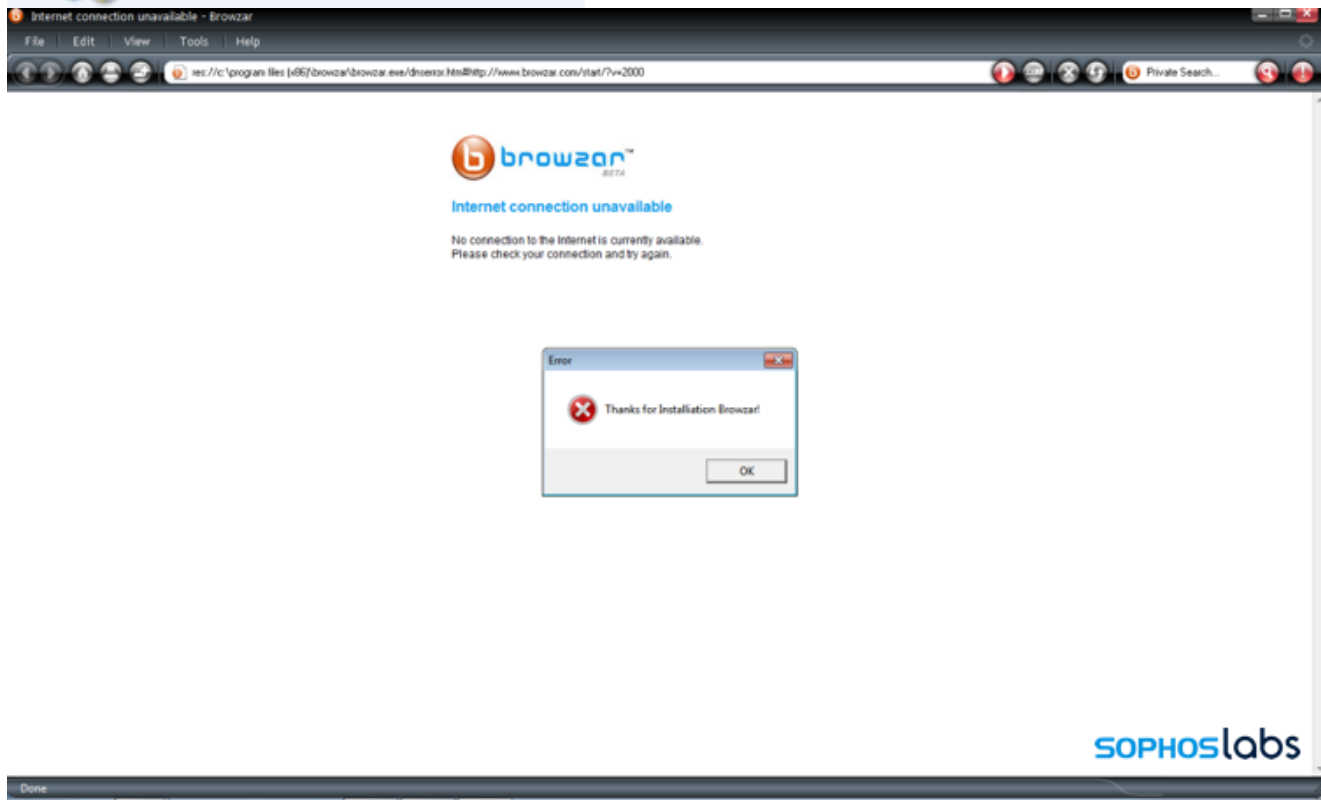 Internet connection unavailable - Browzar
File Edit View Tools Help
res://c:\program files (x86)\browzar\browzar.exe/dnserror.htm#http://www.browzar.com/start/?v=2000
Private Search...
browzar™
BETA
Internet connection unavailable
No connection to the Internet is currently available.
Please check your connection and try again.
Error
Thanks for Installiation Browzar!
OK
SOPHOSlabs
Done